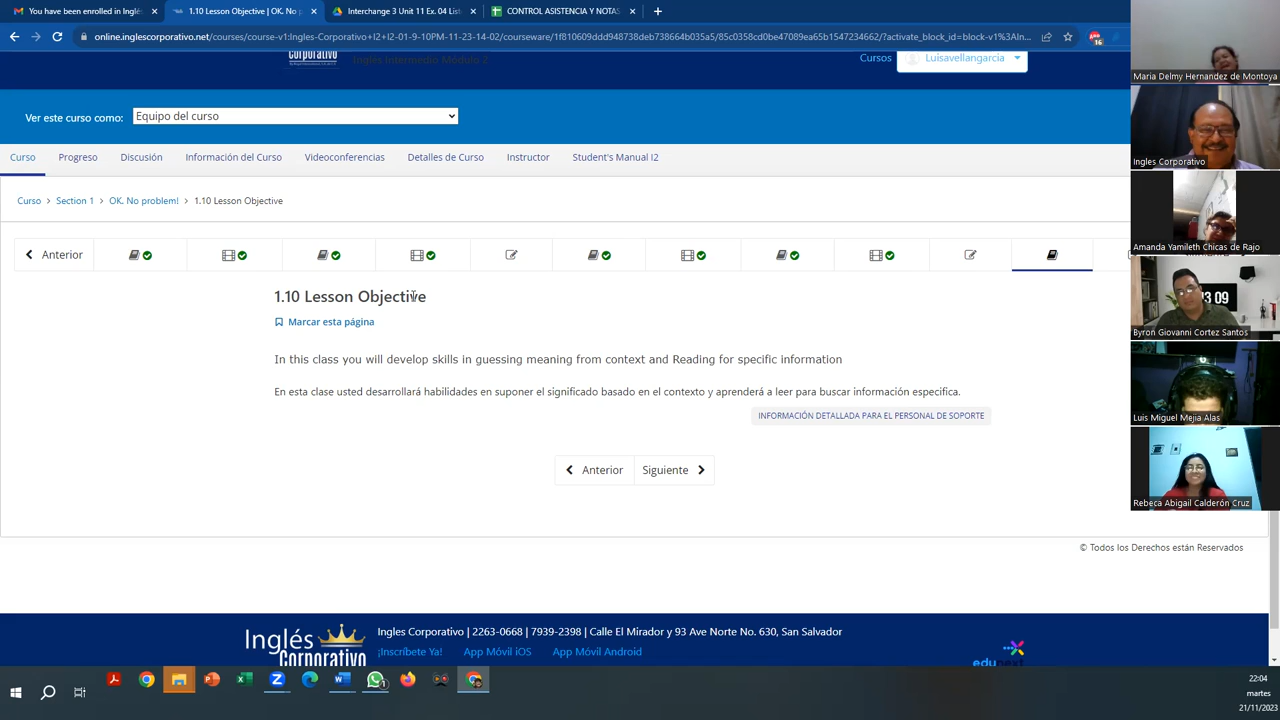 You have been enrolled in Inglé
1.10 Lesson Objective | OK. No p
Interchange 3 Unit 11 Ex. 04 List
CONTROL ASISTENCIA Y NOTAS
online.inglescorporativo.net/courses/course-v1:Ingles-Corporativo+I2+I2-01-9-10PM-11-23-14-02/courseware/1f810609ddd948738deb738664b035a5/85c0358cd0be47089ea65b1547234662/?activate_block_id=block-v1%3AIn...
16
corporativo
Inglés Intermedio Módulo 2
Cursos
Luisavellangarcia
Ver este curso como:
Equipo del curso
Curso
Progreso
Discusión
Información del Curso
Videoconferencias
Detalles de Curso
Instructor
Student's Manual I2
Curso > Section 1 > OK. No problem! > 1.10 Lesson Objective
Anterior
1.10 Lesson Objective
Marcar esta página
In this class you will develop skills in guessing meaning from context and Reading for specific information
En esta clase usted desarrollará habilidades en suponer el significado basado en el contexto y aprenderá a leer para buscar información especifica.
INFORMACIÓN DETALLADA PARA EL PERSONAL DE SOPORTE
Anterior
Siguiente
© Todos los Derechos están Reservados
Inglés
Corporativo
Ingles Corporativo | 2263-0668 | 7939-2398 | Calle El Mirador y 93 Ave Norte No. 630, San Salvador
¡Inscríbete Ya!
App Móvil iOS
App Móvil Android
edunext
22:04
martes
21/11/2023
Maria Delmy Hernandez de Montoya
Ingles Corporativo
Amanda Yamileth Chicas de Rajo
13 09
Byron Giovanni Cortez Santos
Luis Miguel Mejia Alas
Rebeca Abigail Calderón Cruz